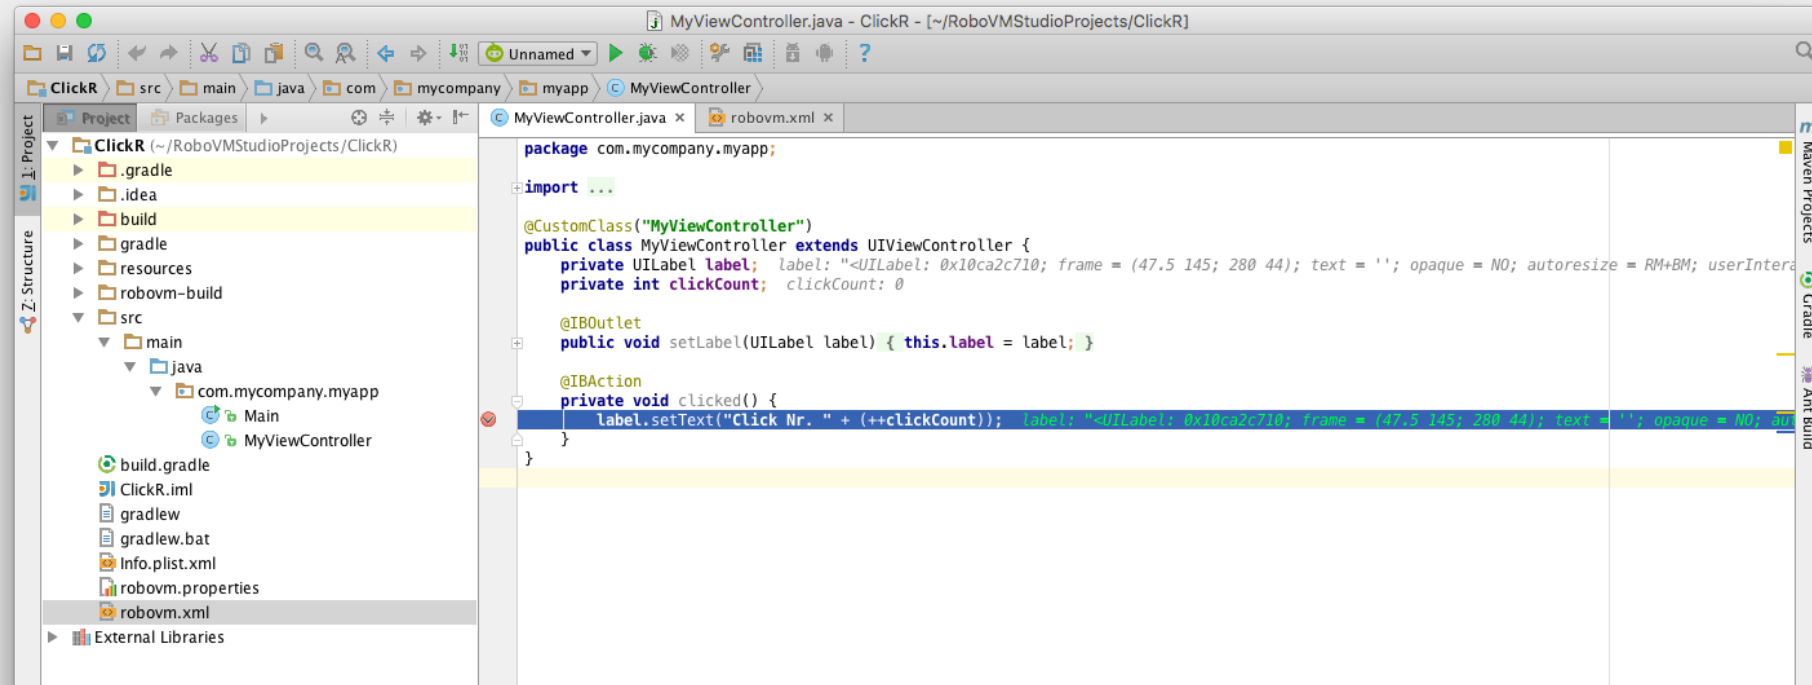 MyViewController.java - ClickR - [~/RoboVMStudioProjects/ClickR]
Unnamed
ClickR src main java com mycompany myapp MyViewController
1: Project
Z: Structure
Project Packages
ClickR (~/RoboVMStudioProjects/ClickR)
.gradle
.idea
build
gradle
resources
robovm-build
src
main
java
com.mycompany.myapp
Main
MyViewController
build.gradle
ClickR.iml
gradlew
gradlew.bat
Info.plist.xml
robovm.properties
robovm.xml
External Libraries
MyViewController.java robovm.xml
package com.mycompany.myapp;
import ...
@CustomClass("MyViewController")
public class MyViewController extends UIViewController {
private UILabel label; label: "<UILabel: 0x10ca2c710; frame = (47.5 145; 280 44); text = ''; opaque = NO; autoresize = RM+BM; userIntera
private int clickCount; clickCount: 0
@IBOutlet
public void setLabel(UILabel label) { this.label = label; }
@IBAction
private void clicked() {
label.setText("Click Nr. " + (++clickCount)); label: "<UILabel: 0x10ca2c710; frame = (47.5 145; 280 44); text = ''; opaque = NO; au
}
}
Maven Projects
Gradle
Ant Build